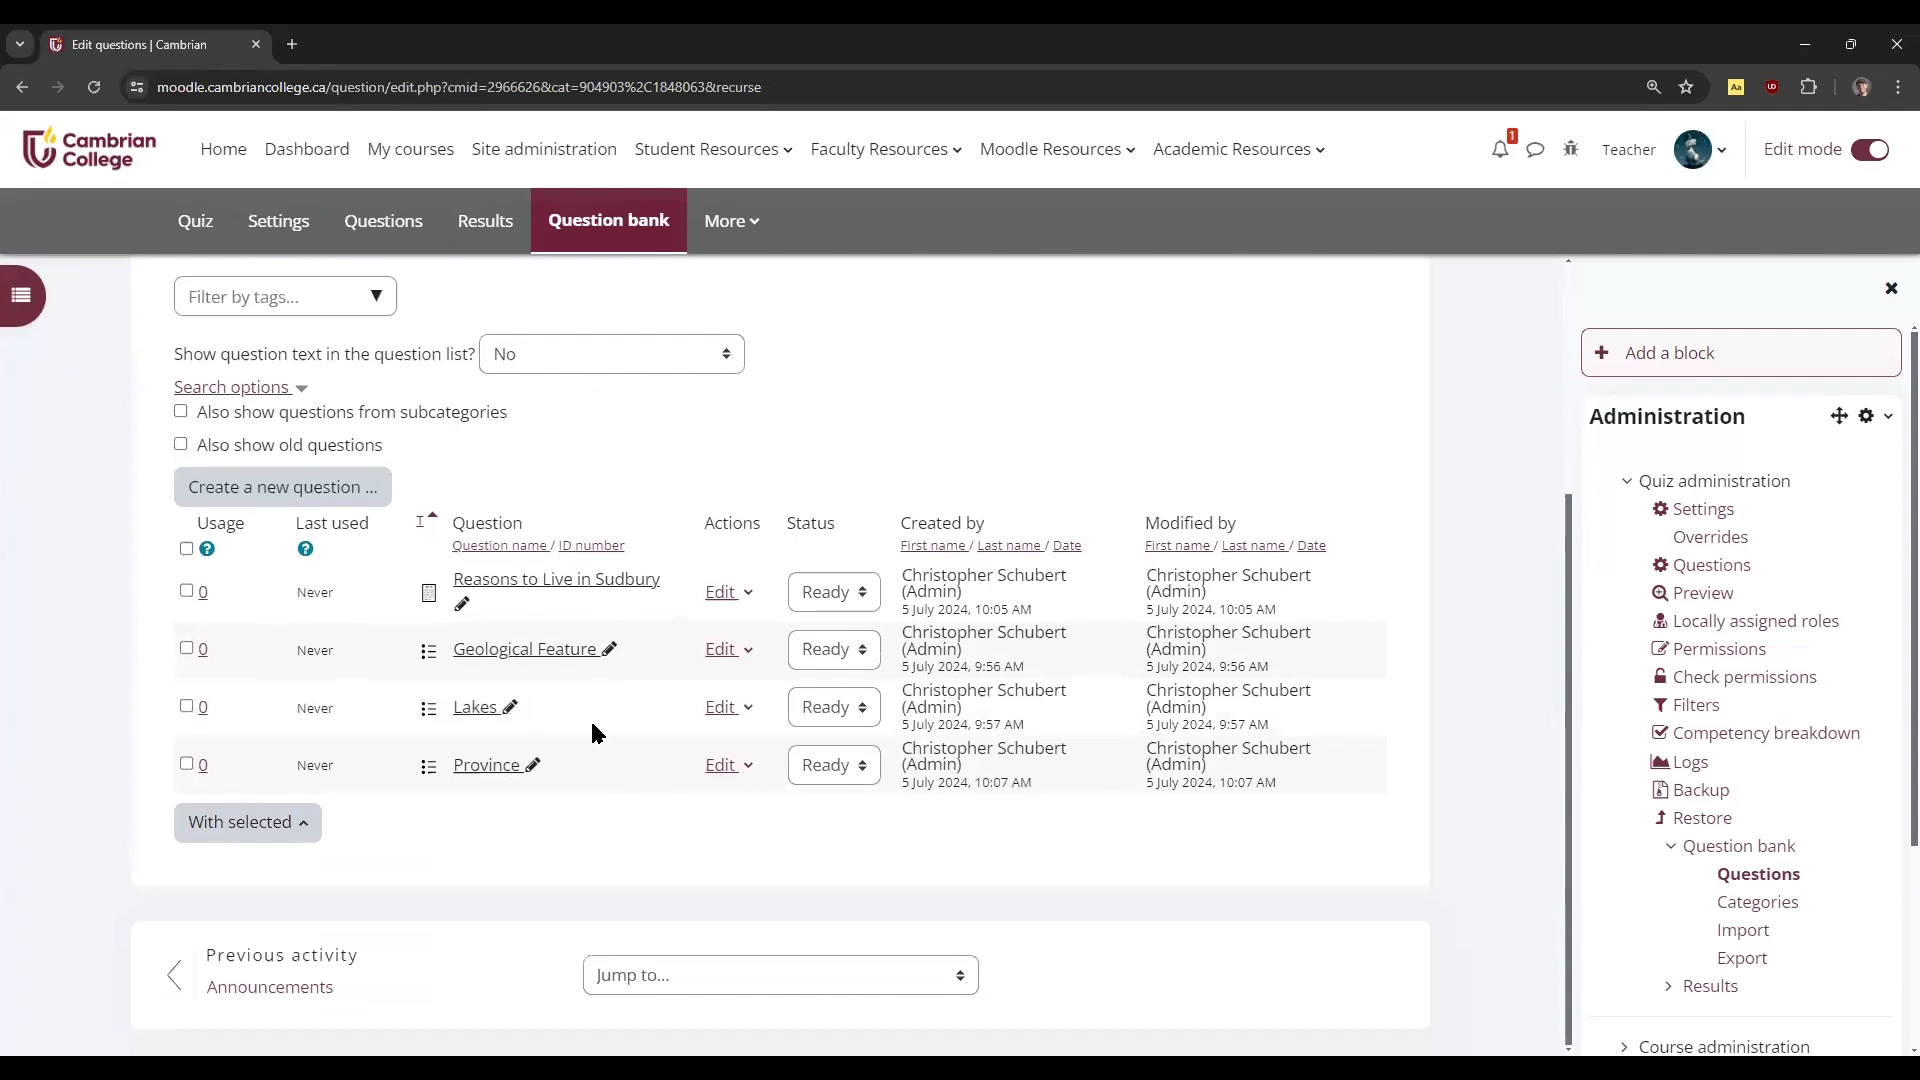 Edit questions | Cambrian
moodle.cambriancollege.ca/question/edit.php?cmid=2966626&cat=904903%2C1848063&recurse
Aa
Cambrian
College
Home Dashboard My courses Site administration Student Resources Faculty Resources Moodle Resources Academic Resources
1
Teacher
Edit mode
Quiz Settings Questions Results Question bank More
Filter by tags... ▼
Show question text in the question list? No
Search options
Also show questions from subcategories
Also show old questions
Create a new question ...
Usage Last used T Question Actions Status Created by Modified by
Question name / ID number First name / Last name / Date First name / Last name / Date
0 Never Reasons to Live in Sudbury Edit Ready Christopher Schubert (Admin) 5 July 2024, 10:05 AM Christopher Schubert (Admin) 5 July 2024, 10:05 AM
0 Never Geological Feature Edit Ready Christopher Schubert (Admin) 5 July 2024, 9:56 AM Christopher Schubert (Admin) 5 July 2024, 9:56 AM
0 Never Lakes Edit Ready Christopher Schubert (Admin) 5 July 2024, 9:57 AM Christopher Schubert (Admin) 5 July 2024, 9:57 AM
0 Never Province Edit Ready Christopher Schubert (Admin) 5 July 2024, 10:07 AM Christopher Schubert (Admin) 5 July 2024, 10:07 AM
With selected
Previous activity
Announcements
Jump to...
Add a block
Administration
Quiz administration
Settings
Overrides
Questions
Preview
Locally assigned roles
Permissions
Check permissions
Filters
Competency breakdown
Logs
Backup
Restore
Question bank
Questions
Categories
Import
Export
Results
Course administration